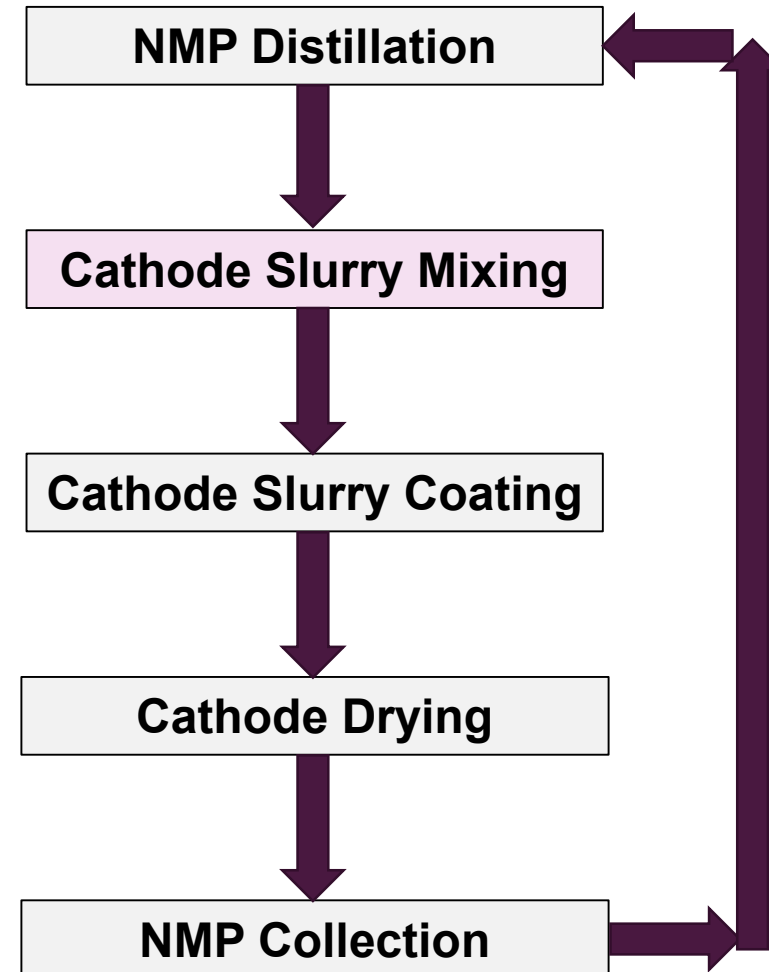 NMP Distillation
Cathode Slurry Mixing
Cathode Slurry Coating
Cathode Drying
NMP Collection